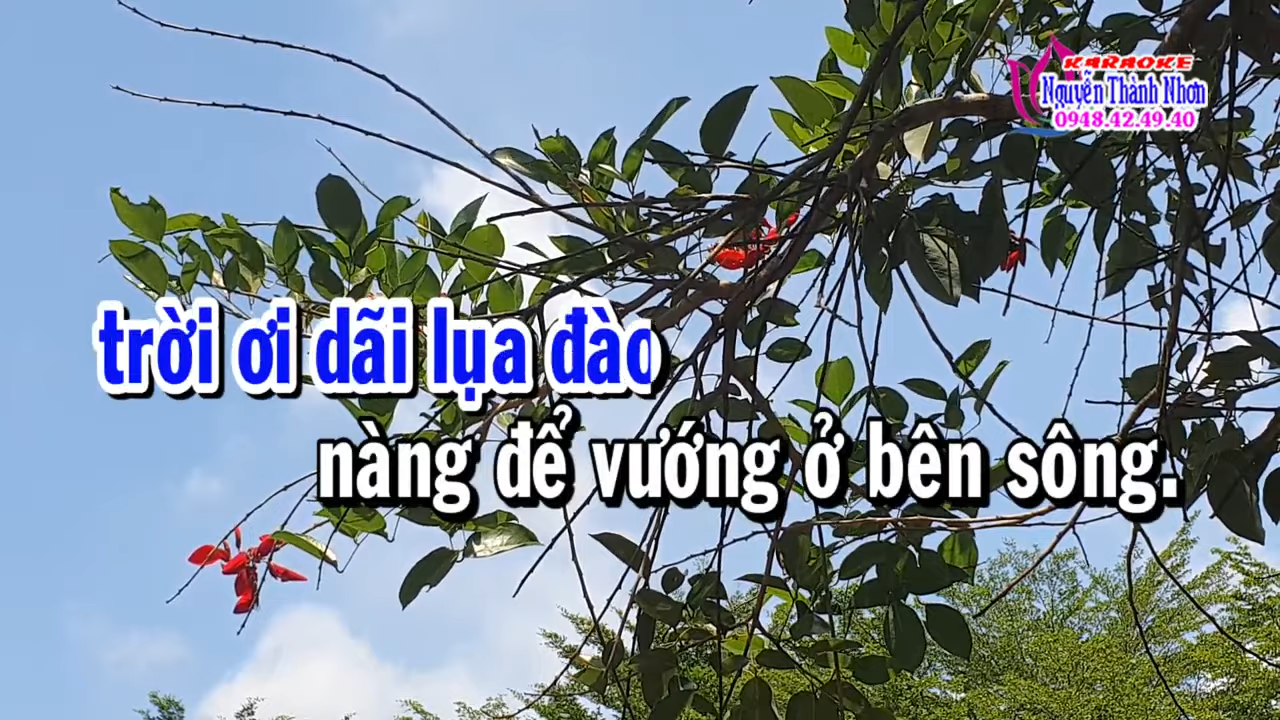 KARAOKE
Nguyễn Thành Nhơn
0948.42.49.40
trời ơi dãi lụa đào
nàng để vướng ở bên sông.